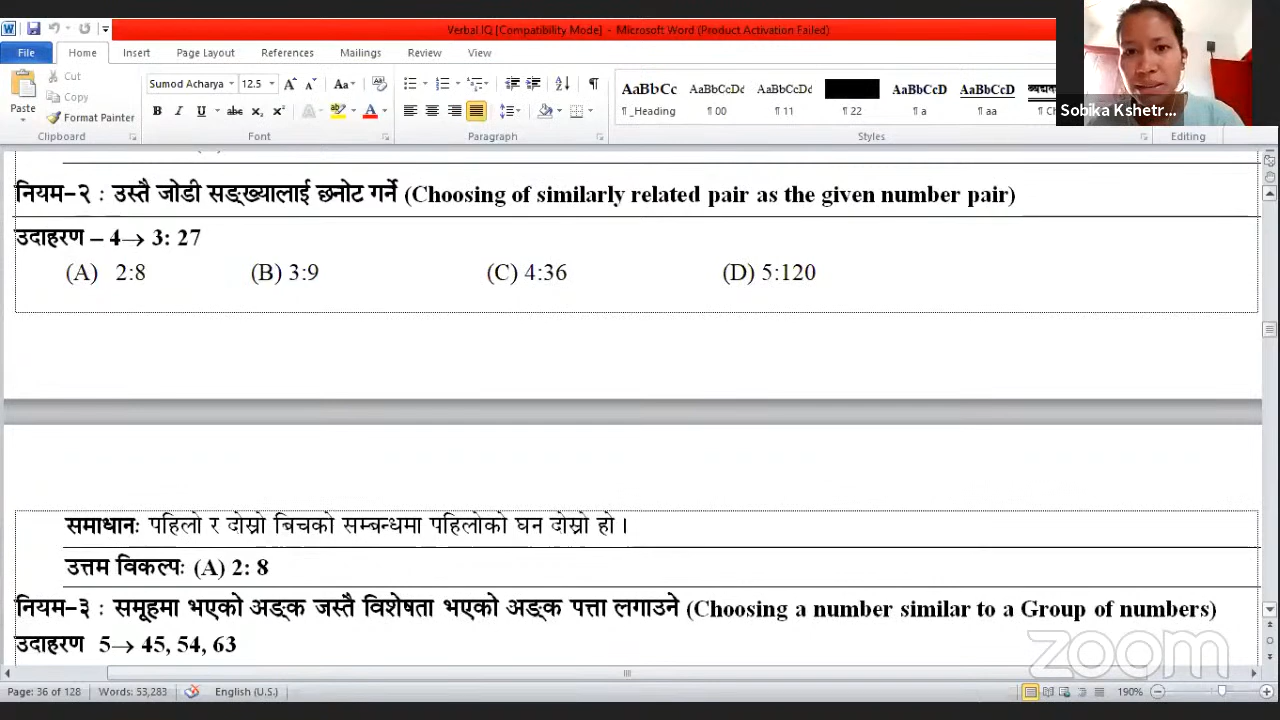 Verbal IQ [Compatibility Mode] - Microsoft Word (Product Activation Failed)
File Home Insert Page Layout References Mailings Review View
Sobika Kshetr...
Paste Cut Copy Format Painter
Sumod Acharya 12.5
AaBbCc AaBbCcDc AaBbCcDd AaBbCcD AaBbCcD
¶_Heading ¶ 00 ¶ 11 ¶ 22 ¶ a ¶ aa
Clipboard Font Paragraph Styles Editing
नियम–२ : उस्तै जोडी सङ्ख्यालाई छनोट गर्ने (Choosing of similarly related pair as the given number pair)
उदाहरण – 4→ 3: 27
(A) 2:8 (B) 3:9 (C) 4:36 (D) 5:120
समाधानः पहिलो र दोस्रो बिचको सम्बन्धमा पहिलोको घन दोस्रो हो ।
उत्तम विकल्पः (A) 2: 8
नियम–३ : समूहमा भएको अङ्क जस्तै विशेषता भएको अङ्क पत्ता लगाउने (Choosing a number similar to a Group of numbers)
उदाहरण 5→ 45, 54, 63
zoom
Page: 36 of 128 Words: 53,283 English (U.S.) 190%